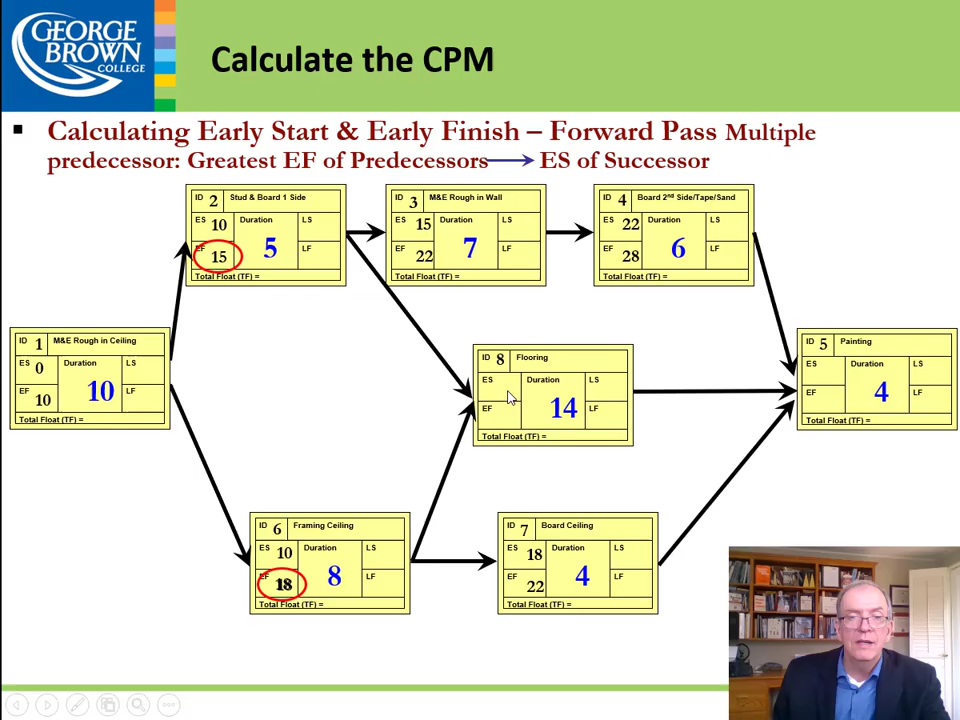 GEORGE
BROWN
COLLEGE
Calculate the CPM
▪ Calculating Early Start & Early Finish – Forward Pass Multiple
predecessor: Greatest EF of Predecessors → ES of Successor
ID 2 Stud & Board 1 Side
ES 10 Duration LS
5
EF 15 LF
Total Float (TF) =
ID 3 M&E Rough in Wall
ES 15 Duration LS
7
EF 22 LF
Total Float (TF) =
ID 4 Board 2nd Side/Tape/Sand
ES 22 Duration LS
6
EF 28 LF
Total Float (TF) =
ID 1 M&E Rough in Ceiling
ES 0 Duration LS
10
EF 10 LF
Total Float (TF) =
ID 8 Flooring
ES Duration LS
14
EF LF
Total Float (TF) =
ID 5 Painting
ES Duration LS
4
EF LF
Total Float (TF) =
ID 6 Framing Ceiling
ES 10 Duration LS
8
EF 18 LF
Total Float (TF) =
ID 7 Board Ceiling
ES 18 Duration LS
4
EF 22 LF
Total Float (TF) =